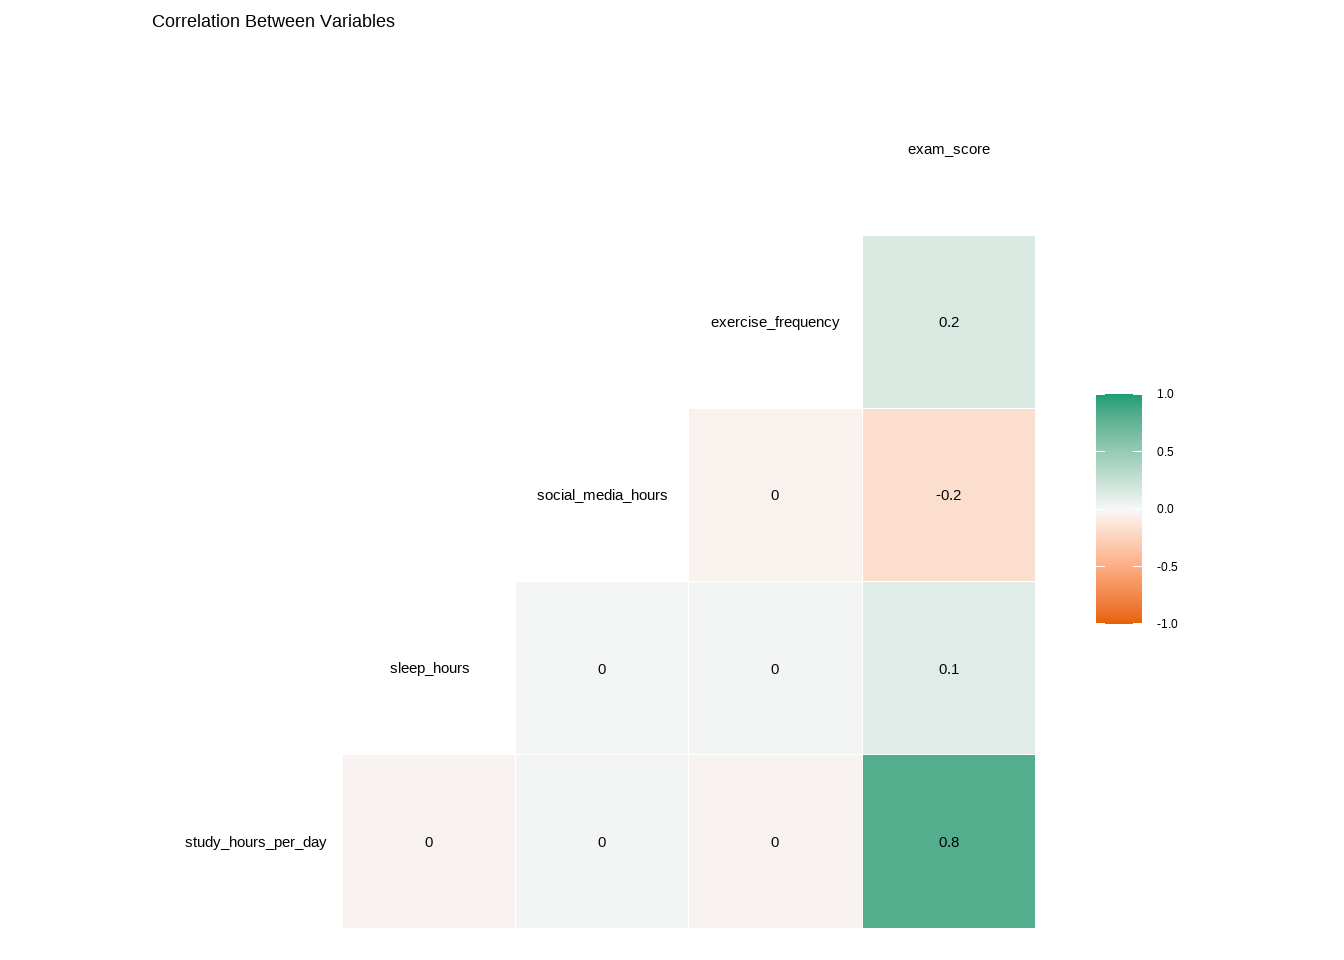 Correlation Between Variables
exam_score
exercise_frequency
0.2
social_media_hours
0
-0.2
sleep_hours
0
0
0.1
study_hours_per_day
0
0
0
0.8
1.0
0.5
0.0
-0.5
-1.0